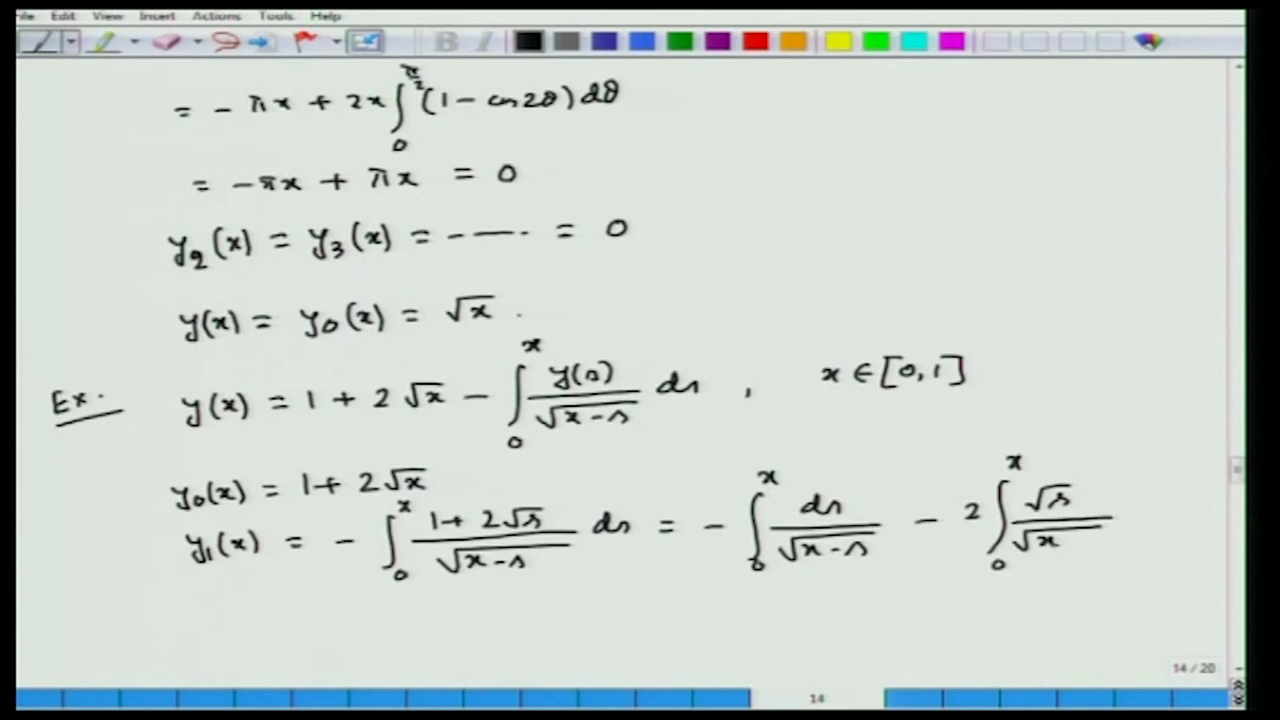 File Edit View Insert Actions Tools Help
B I
= - πx + 2x ∫₀^{π/2} (1 - cos2θ) dθ
= -πx + πx = 0
y₂(x) = y₃(x) = ----- = 0
y(x) = y₀(x) = √x .
Ex. y(x) = 1 + 2√x - ∫₀^x y(s)/√(x-s) ds , x ∈ [0,1]
y₀(x) = 1 + 2√x
y₁(x) = - ∫₀^x (1 + 2√s)/√(x-s) ds = - ∫₀^x ds/√(x-s) - 2 ∫₀^x √s/√x
14 / 20
14